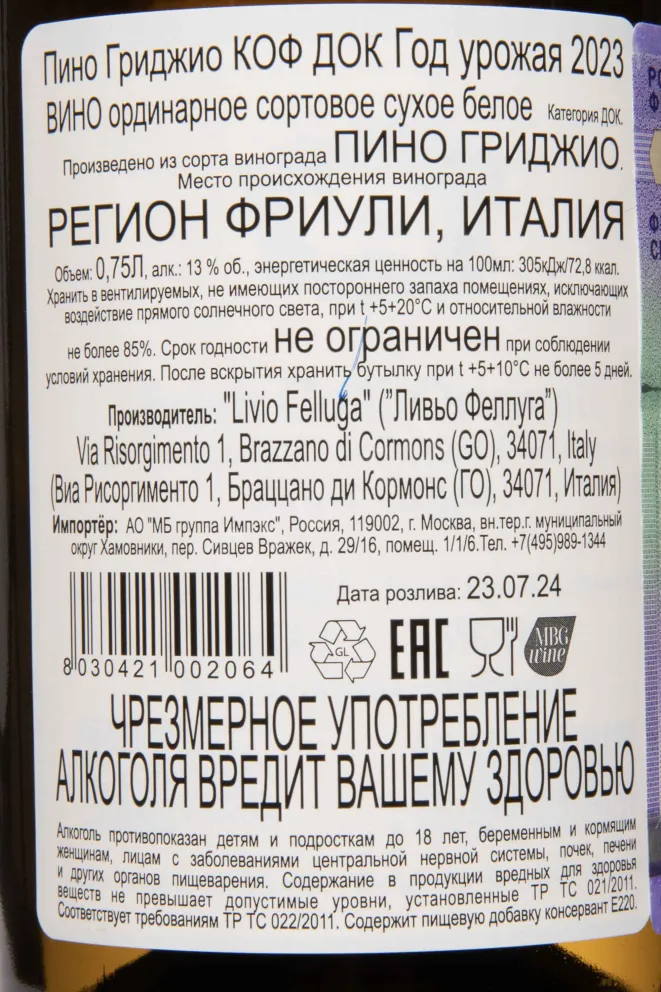 Пино Гриджио КОФ ДОК Год урожая 2023
ВИНО ординарное сортовое сухое белое Категория ДОК.
Произведено из сорта винограда ПИНО ГРИДЖИО.
Место происхождения винограда
РЕГИОН ФРИУЛИ, ИТАЛИЯ
Объем: 0,75Л, алк.: 13 % об., энергетическая ценность на 100мл: 305кДж/72,8 ккал.
Хранить в вентилируемых, не имеющих постороннего запаха помещениях, исключающих
воздействие прямого солнечного света, при t +5+20°C и относительной влажности
не более 85%. Срок годности не ограничен при соблюдении
условий хранения. После вскрытия хранить бутылку при t +5+10°C не более 5 дней.
Производитель: "Livio Felluga" ("Ливьо Феллуга")
Via Risorgimento 1, Brazzano di Cormons (GO), 34071, Italy
(Виа Рисоргименто 1, Браццано ди Кормонс (ГО), 34071, Италия)
Импортёр: АО "МБ группа Импэкс", Россия, 119002, г. Москва, вн.тер.г. муниципальный
округ Хамовники, пер. Сивцев Вражек, д. 29/16, помещ. 1/1/6.Тел. +7(495)989-1344
Дата розлива: 23.07.24
8 030421 002064
GL
EAC
MBG
wine
ЧРЕЗМЕРНОЕ УПОТРЕБЛЕНИЕ
АЛКОГОЛЯ ВРЕДИТ ВАШЕМУ ЗДОРОВЬЮ
Алкоголь противопоказан детям и подросткам до 18 лет, беременным и кормящим
женщинам, лицам с заболеваниями центральной нервной системы, почек, печени
и других органов пищеварения. Содержание в продукции вредных для здоровья
веществ не превышает допустимые уровни, установленные ТР ТС 021/2011.
Соответствует требованиям ТР ТС 022/2011. Содержит пищевую добавку консервант Е220.